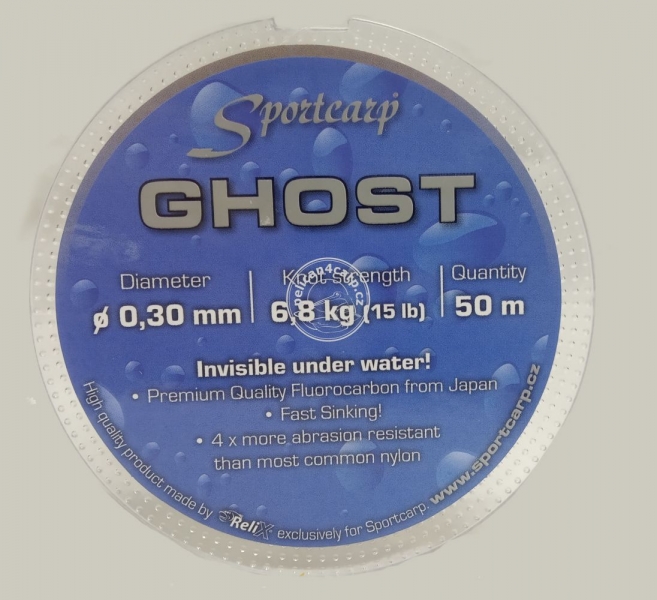 Sportcarp
GHOST
Diameter
Knot strength
Quantity
ø 0,30 mm
6,8 kg (15 lb)
50 m
Invisible under water!
• Premium Quality Fluorocarbon from Japan
• Fast Sinking!
• 4 x more abrasion resistant
than most common nylon
High quality product made by ReliX exclusively for Sportcarp. www.sportcarp.cz